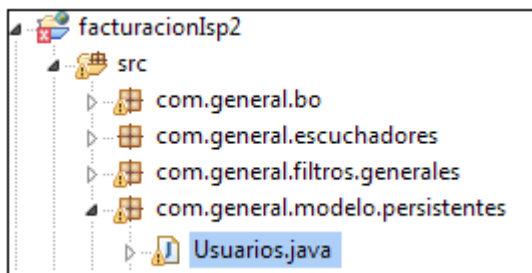 facturacionIsp2
src
com.general.bo
com.general.escuchadores
com.general.filtros.generales
com.general.modelo.persistentes
Usuarios.java